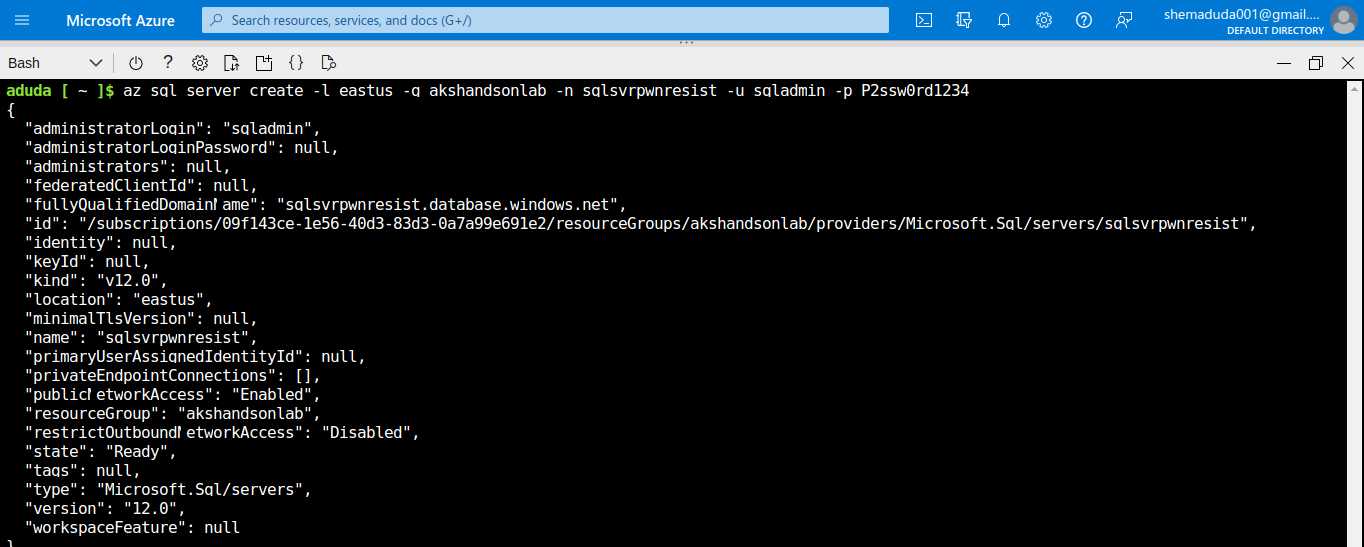 Microsoft Azure
Search resources, services, and docs (G+/)
shemaduda001@gmail....
DEFAULT DIRECTORY
Bash
aduda [ ~ ]$ az sql server create -l eastus -g akshandsonlab -n sqlsvrpwnresist -u sqladmin -p P2ssw0rd1234
{
"administratorLogin": "sqladmin",
"administratorLoginPassword": null,
"administrators": null,
"federatedClientId": null,
"fullyQualifiedDomainName": "sqlsvrpwnresist.database.windows.net",
"id": "/subscriptions/09f143ce-1e56-40d3-83d3-0a7a99e691e2/resourceGroups/akshandsonlab/providers/Microsoft.Sql/servers/sqlsvrpwnresist",
"identity": null,
"keyId": null,
"kind": "v12.0",
"location": "eastus",
"minimalTlsVersion": null,
"name": "sqlsvrpwnresist",
"primaryUserAssignedIdentityId": null,
"privateEndpointConnections": [],
"publicNetworkAccess": "Enabled",
"resourceGroup": "akshandsonlab",
"restrictOutboundNetworkAccess": "Disabled",
"state": "Ready",
"tags": null,
"type": "Microsoft.Sql/servers",
"version": "12.0",
"workspaceFeature": null
}